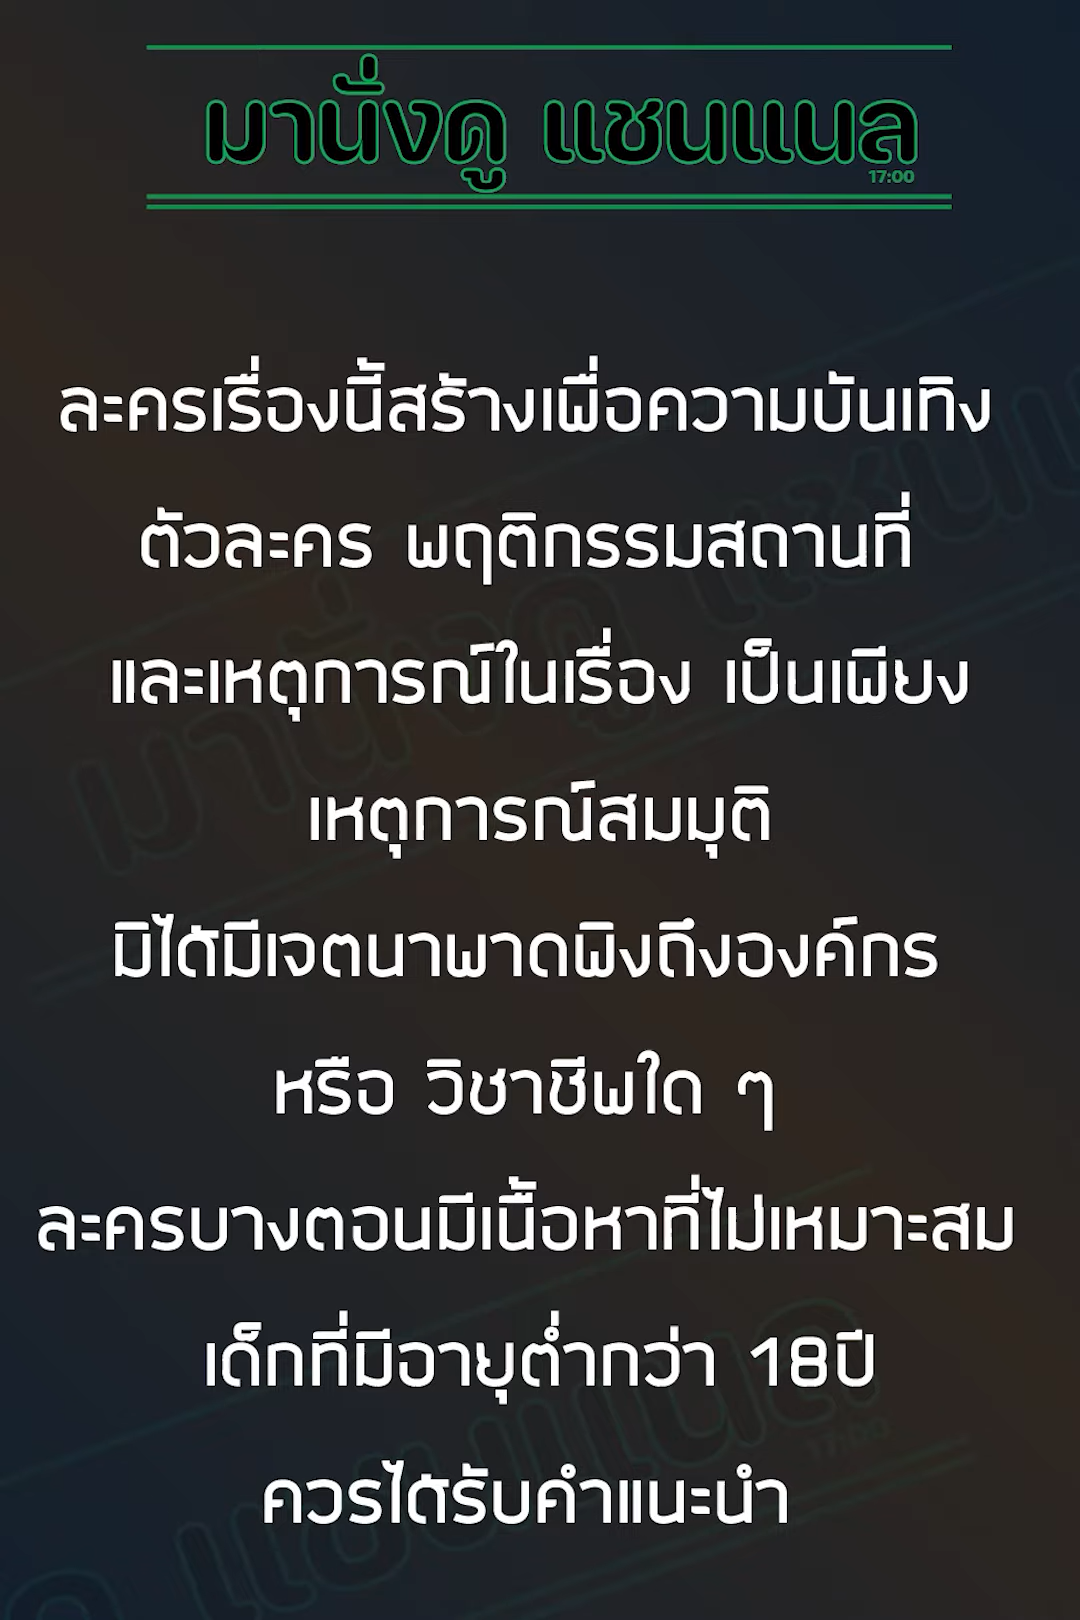 มานั่งดู แชนแนล
17:00
ละครเรื่องนี้สร้างเพื่อความบันเทิง
ตัวละคร พฤติกรรมสถานที่
และเหตุการณ์ในเรื่อง เป็นเพียง
เหตุการณ์สมมุติ
มิได้มีเจตนาพาดพิงถึงองค์กร
หรือ วิชาชีพใด ๆ
ละครบางตอนมีเนื้อหาที่ไม่เหมาะสม
เด็กที่มีอายุต่ำกว่า 18ปี
ควรได้รับคำแนะนำ